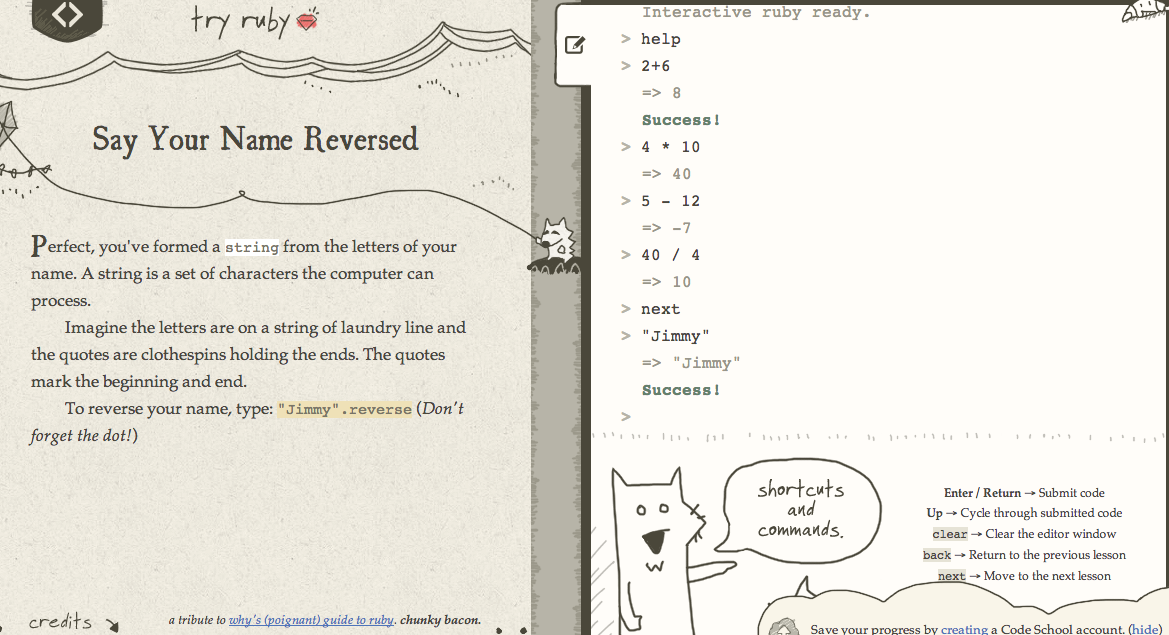 try ruby
Say Your Name Reversed
Perfect, you've formed a string from the letters of your
name. A string is a set of characters the computer can
process.
Imagine the letters are on a string of laundry line and
the quotes are clothespins holding the ends. The quotes
mark the beginning and end.
To reverse your name, type: "Jimmy".reverse (Don't
forget the dot!)
credits
a tribute to why's (poignant) guide to ruby. chunky bacon.
Interactive ruby ready.
> help
> 2+6
=> 8
Success!
> 4 * 10
=> 40
> 5 - 12
=> -7
> 40 / 4
=> 10
> next
> "Jimmy"
=> "Jimmy"
Success!
>
shortcuts
and
commands.
Enter / Return → Submit code
Up → Cycle through submitted code
clear → Clear the editor window
back → Return to the previous lesson
next → Move to the next lesson
Save your progress by creating a Code School account. (hide)